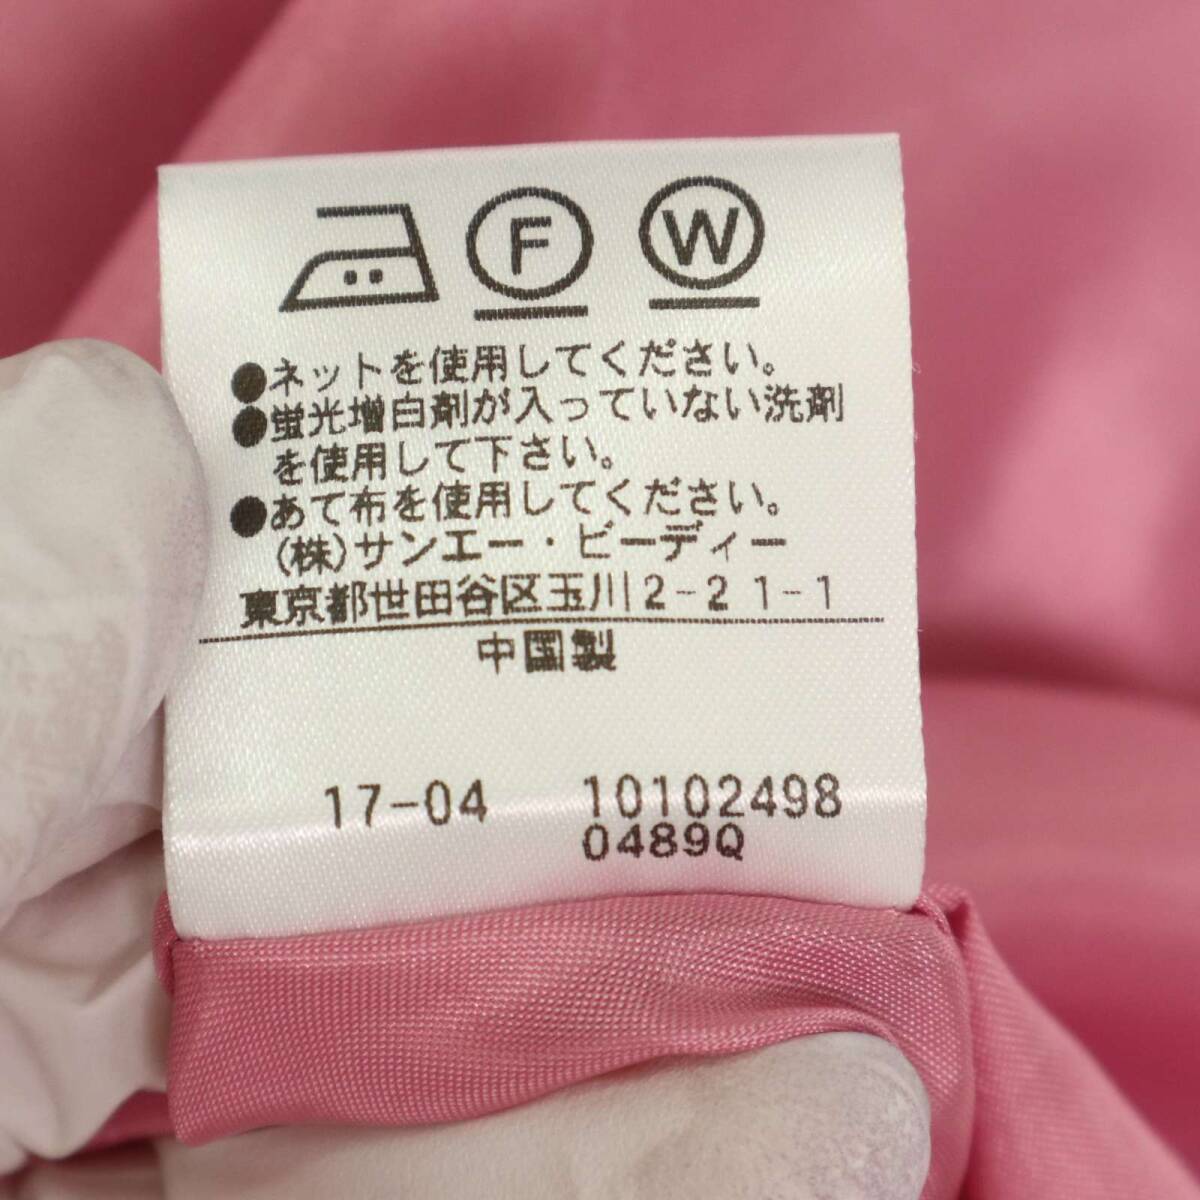 F W
●ネットを使用してください。
●蛍光増白剤が入っていない洗剤
を使用して下さい。
●あて布を使用してください。
(株)サンエー・ビーディー
東京都世田谷区玉川2-21-1
中国製
17-04 10102498
0489Q